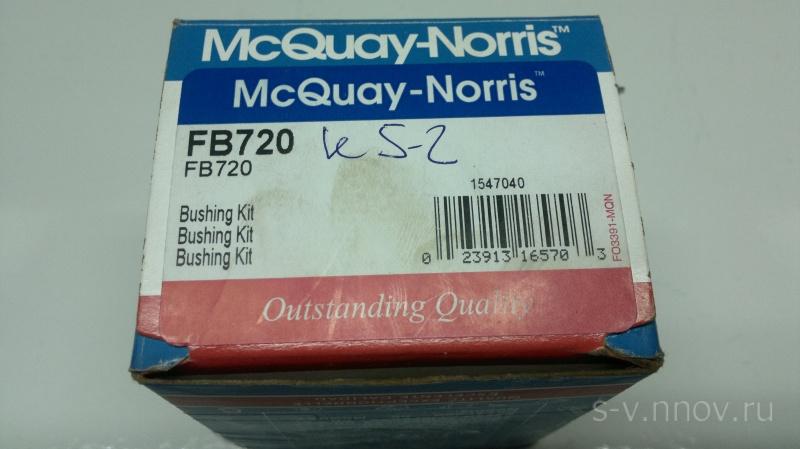 McQuay-Norris™
McQuay-Norris™
FB720
FB720
K S-2
1547040
Bushing Kit
Bushing Kit
Bushing Kit
0 23913 16570 3
FO3391-MQN
Outstanding Quality
s-v.nnov.ru